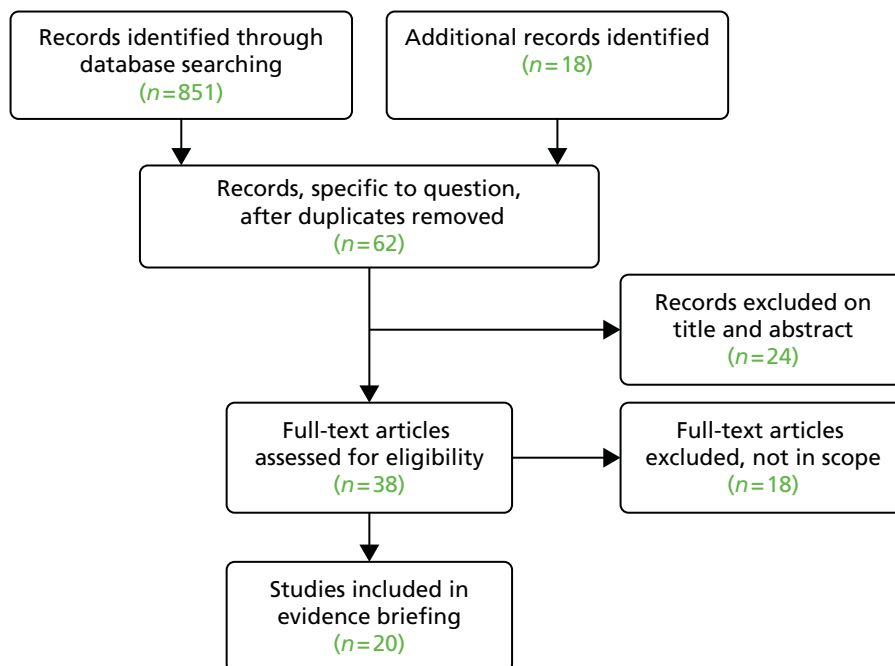 Records identified through
database searching
(n=851)
Additional records identified
(n=18)
Records, specific to question,
after duplicates removed
(n=62)
Records excluded on
title and abstract
(n=24)
Full-text articles
assessed for eligibility
(n=38)
Full-text articles
excluded, not in scope
(n=18)
Studies included in
evidence briefing
(n=20)